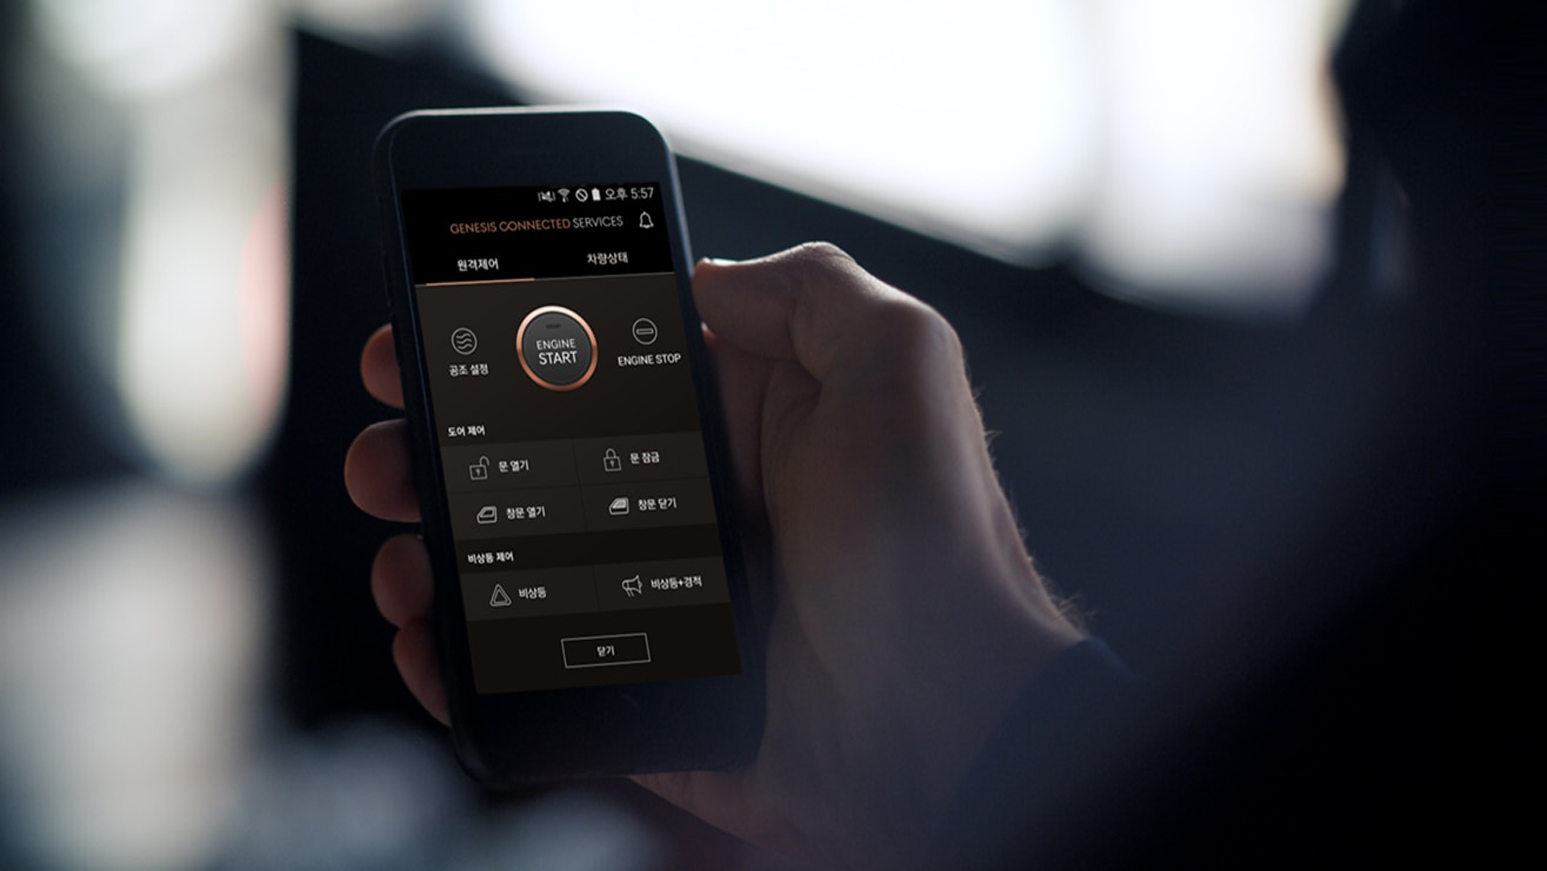 오후 5:57
GENESIS CONNECTED SERVICES
원격제어 차량상태
ENGINE
START
공조 설정
ENGINE STOP
도어 제어
문 열기 문 잠금
창문 열기 창문 닫기
비상등 제어
비상등 비상등+경적
닫기